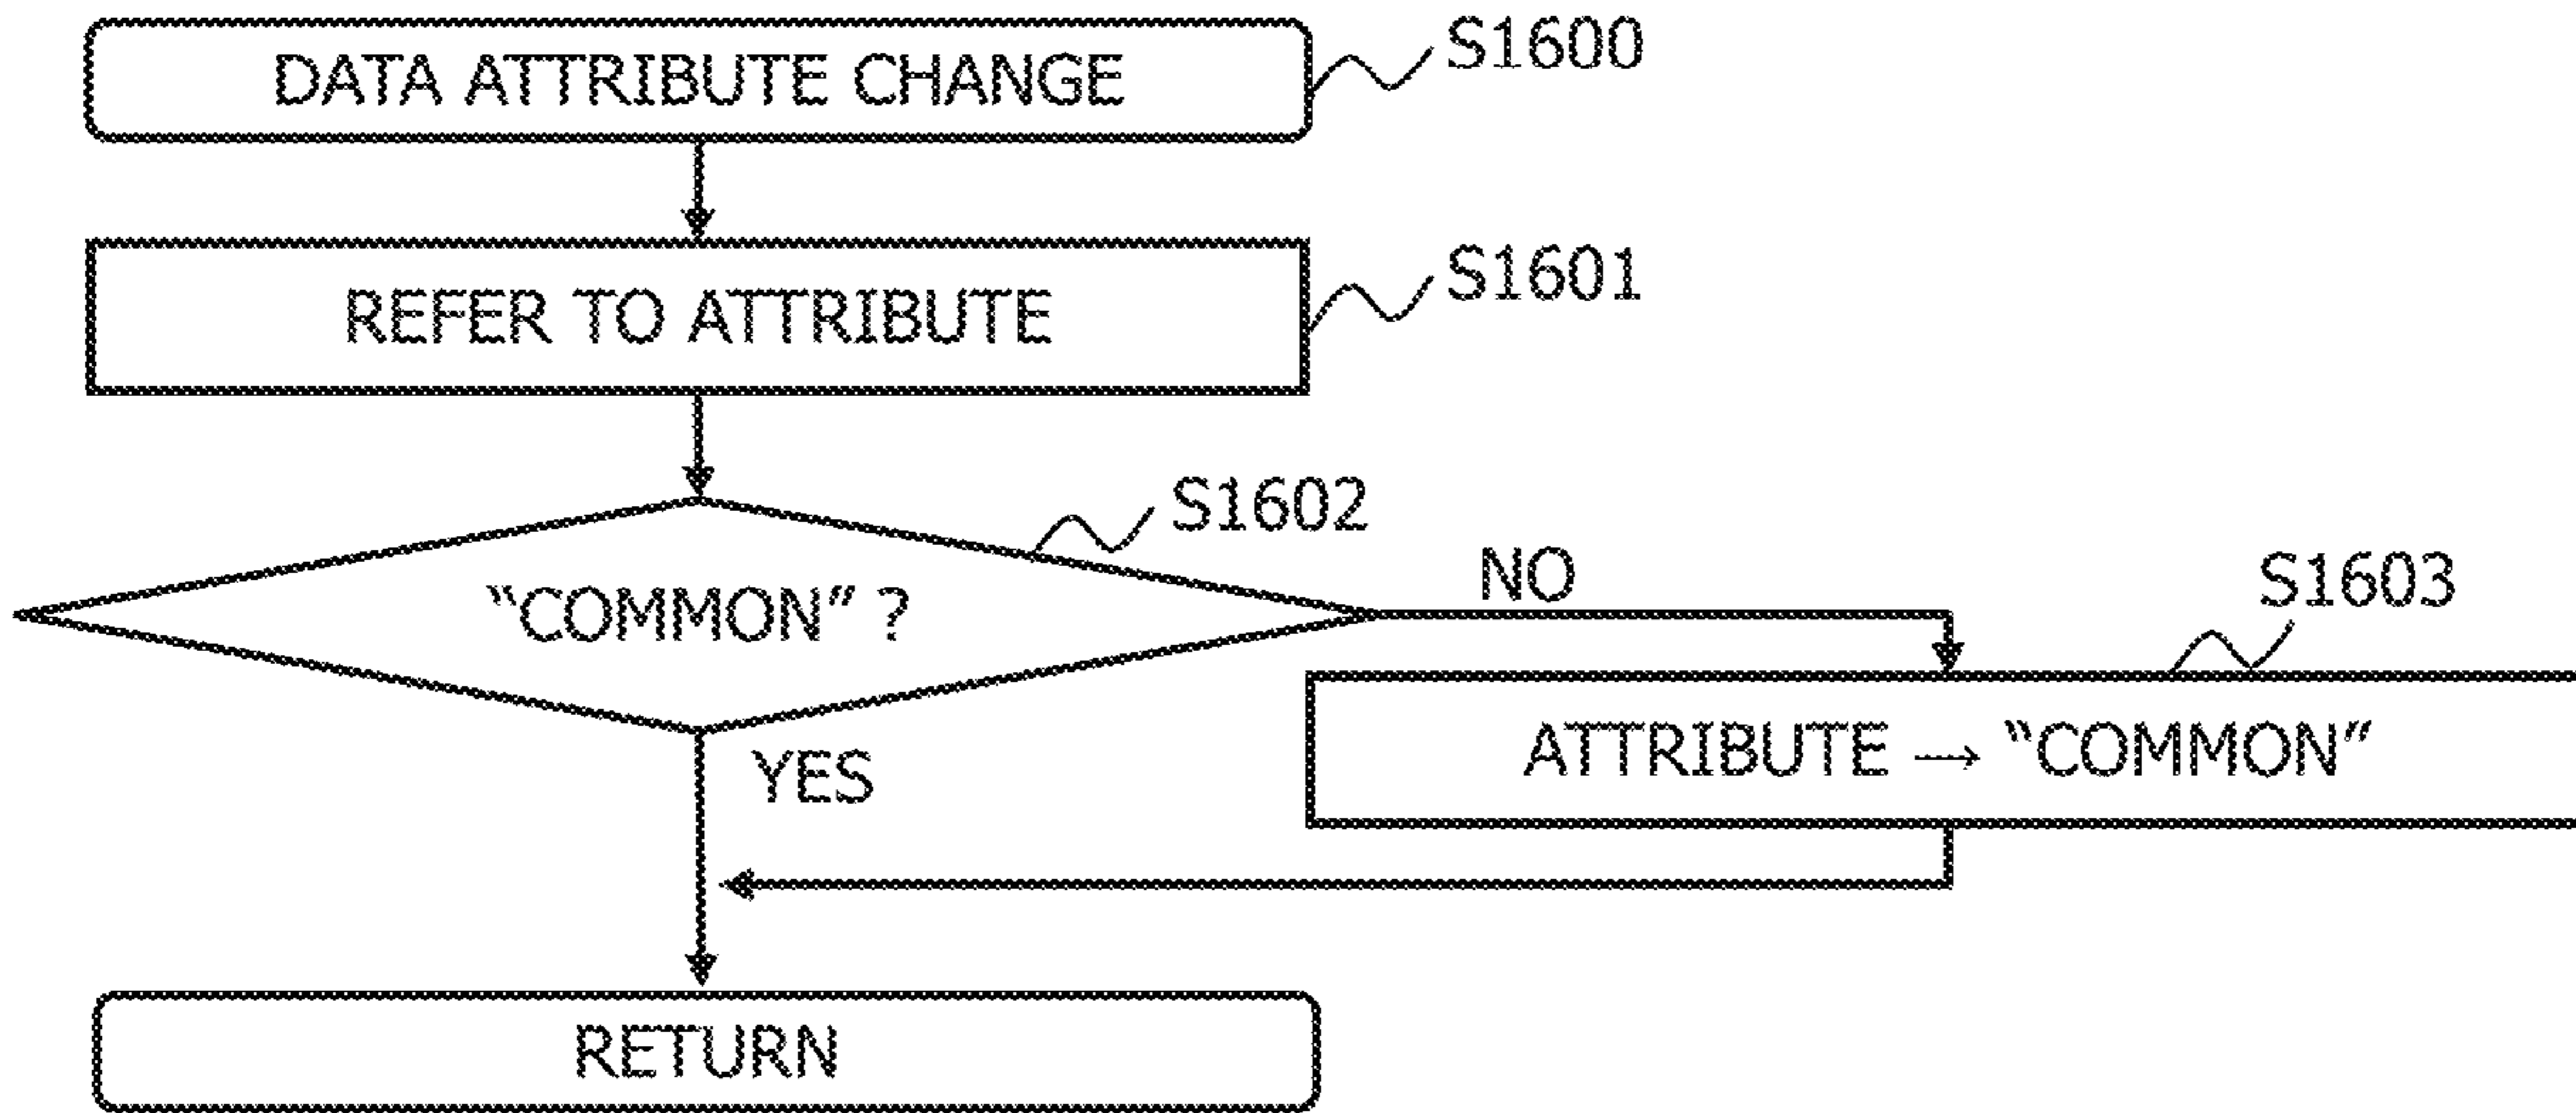 DATA ATTRIBUTE CHANGE
S1600
REFER TO ATTRIBUTE
S1601
“COMMON” ?
S1602
NO
S1603
ATTRIBUTE → “COMMON”
YES
RETURN